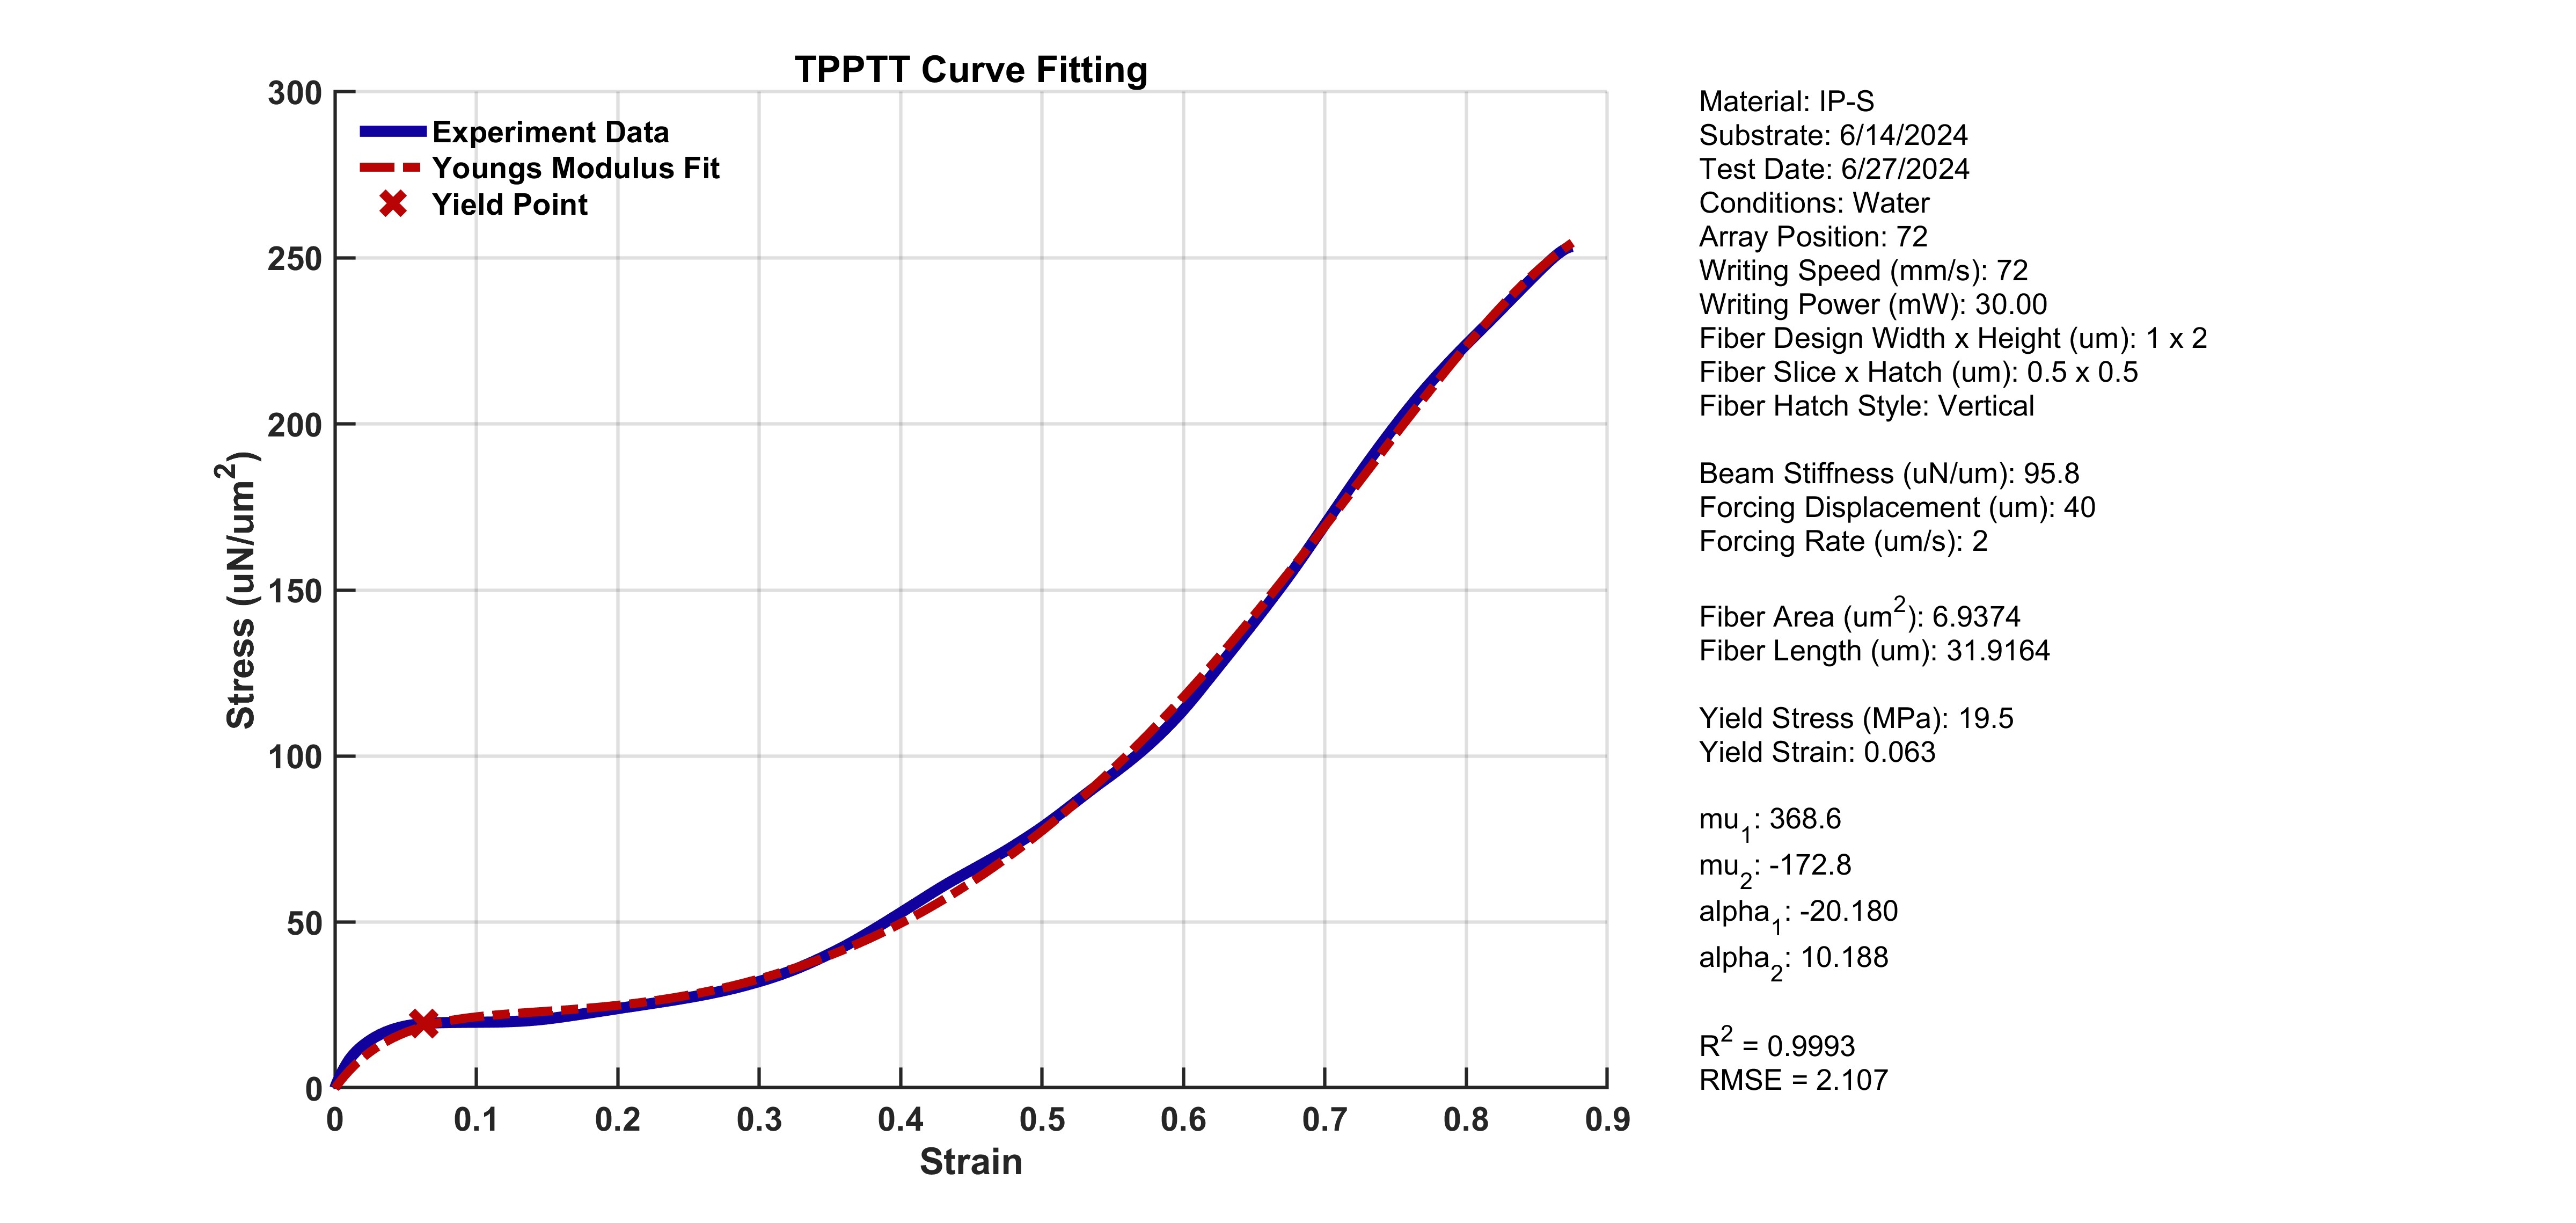 TPPTT Curve Fitting
300
250
200
150
100
50
0
Stress (uN/um²)
Experiment Data
Youngs Modulus Fit
Yield Point
0 0.1 0.2 0.3 0.4 0.5 0.6 0.7 0.8 0.9
Strain
Material: IP-S
Substrate: 6/14/2024
Test Date: 6/27/2024
Conditions: Water
Array Position: 72
Writing Speed (mm/s): 72
Writing Power (mW): 30.00
Fiber Design Width x Height (um): 1 x 2
Fiber Slice x Hatch (um): 0.5 x 0.5
Fiber Hatch Style: Vertical
Beam Stiffness (uN/um): 95.8
Forcing Displacement (um): 40
Forcing Rate (um/s): 2
Fiber Area (um²): 6.9374
Fiber Length (um): 31.9164
Yield Stress (MPa): 19.5
Yield Strain: 0.063
mu₁: 368.6
mu₂: -172.8
alpha₁: -20.180
alpha₂: 10.188
R² = 0.9993
RMSE = 2.107